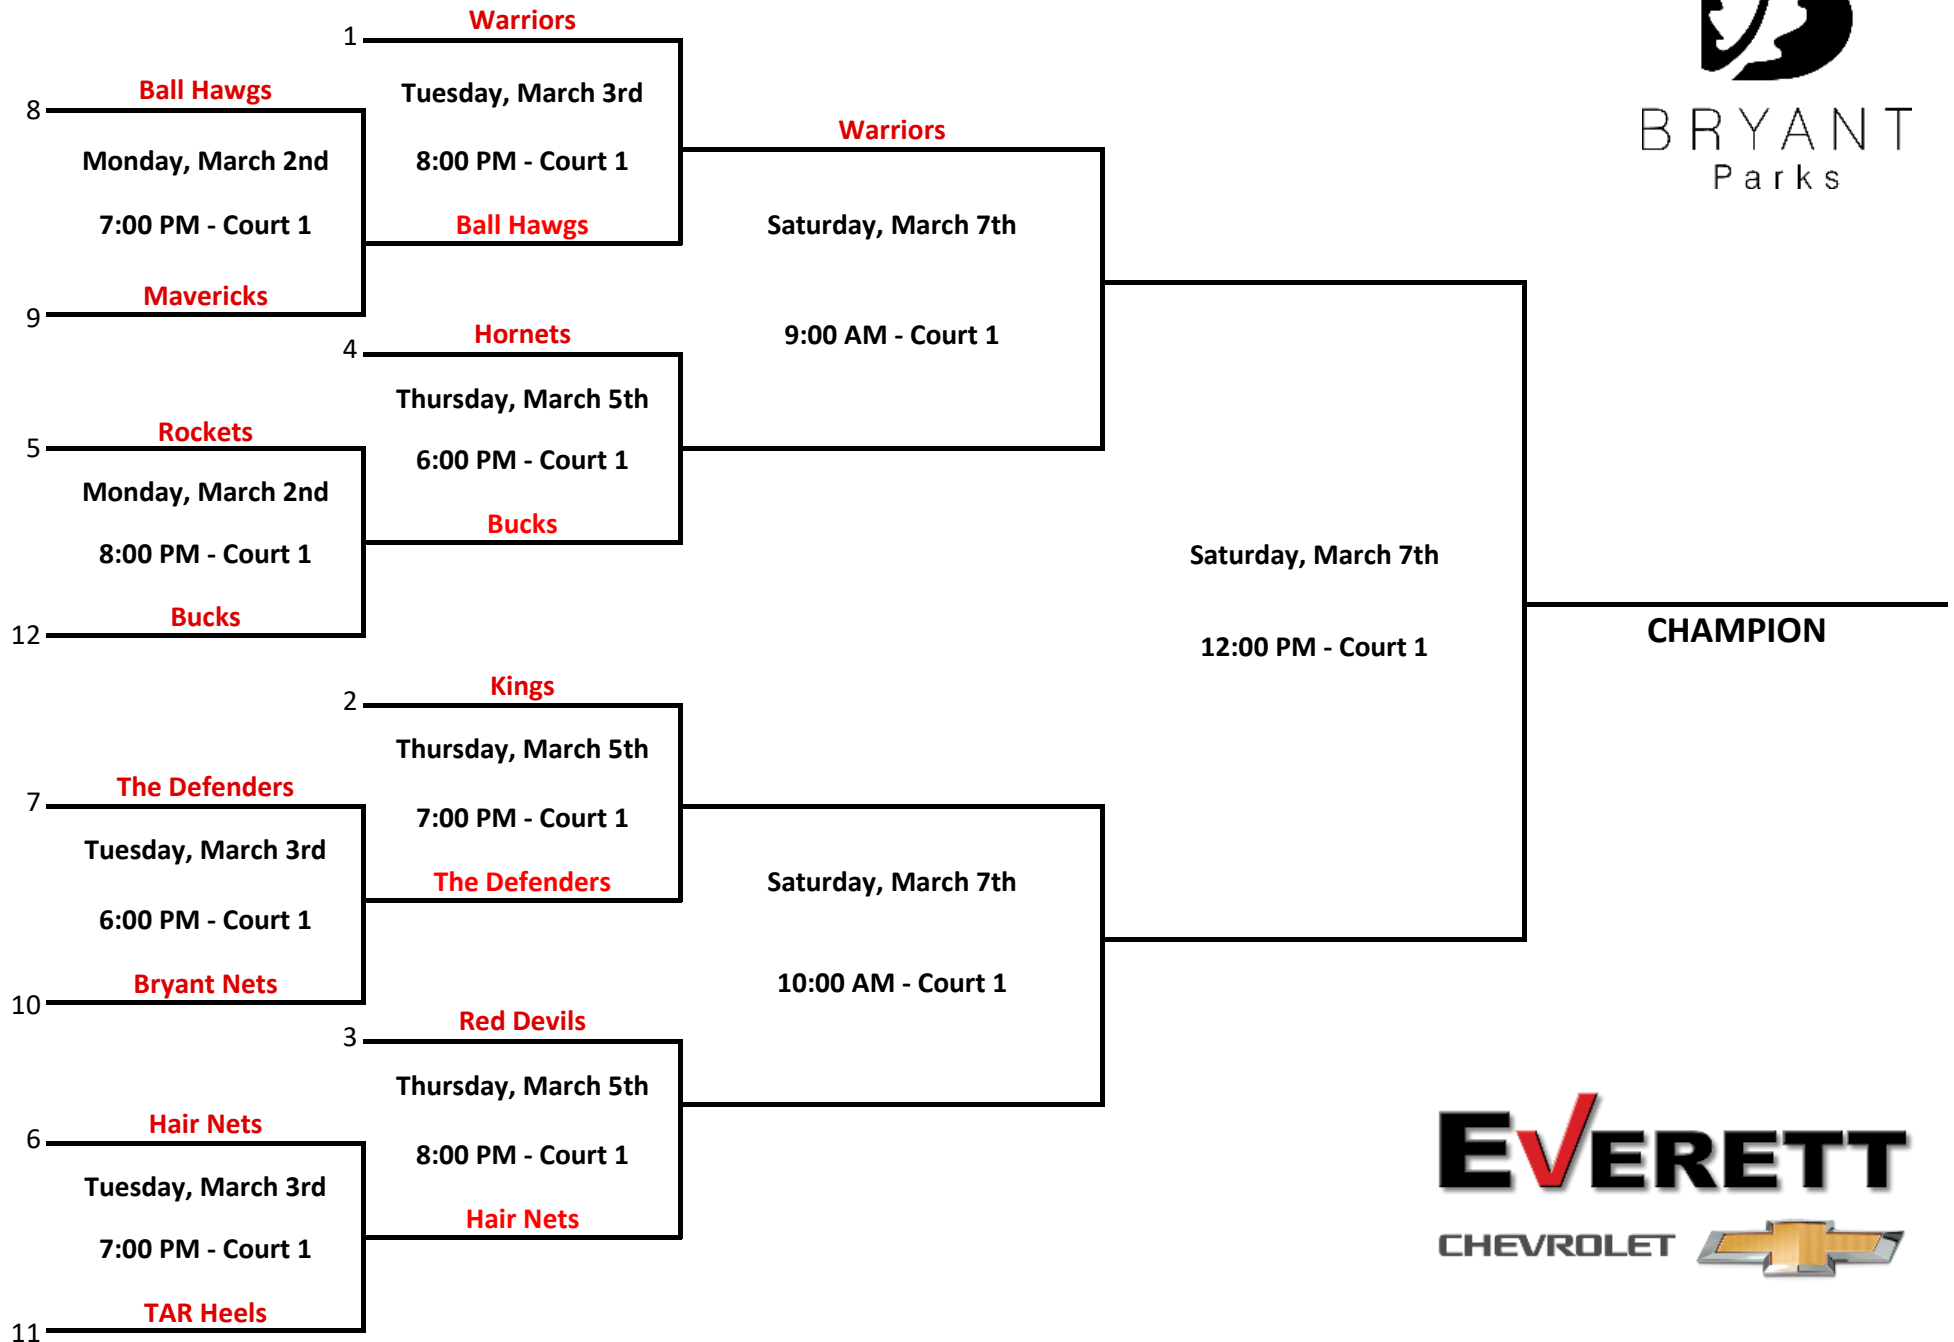 Warriors
1
Ball Hawgs
8
Tuesday, March 3rd
Monday, March 2nd
8:00 PM - Court 1
7:00 PM - Court 1
Ball Hawgs
Mavericks
9
Warriors
Saturday, March 7th
9:00 AM - Court 1
BRYANT
Parks
Hornets
4
Thursday, March 5th
Rockets
5
6:00 PM - Court 1
Monday, March 2nd
8:00 PM - Court 1
Bucks
Bucks
12
Saturday, March 7th
12:00 PM - Court 1
CHAMPION
Kings
2
Thursday, March 5th
The Defenders
7
7:00 PM - Court 1
Tuesday, March 3rd
The Defenders
6:00 PM - Court 1
Bryant Nets
10
Saturday, March 7th
10:00 AM - Court 1
Red Devils
3
Thursday, March 5th
Hair Nets
6
8:00 PM - Court 1
Tuesday, March 3rd
Hair Nets
7:00 PM - Court 1
TAR Heels
11
EVERETT
CHEVROLET